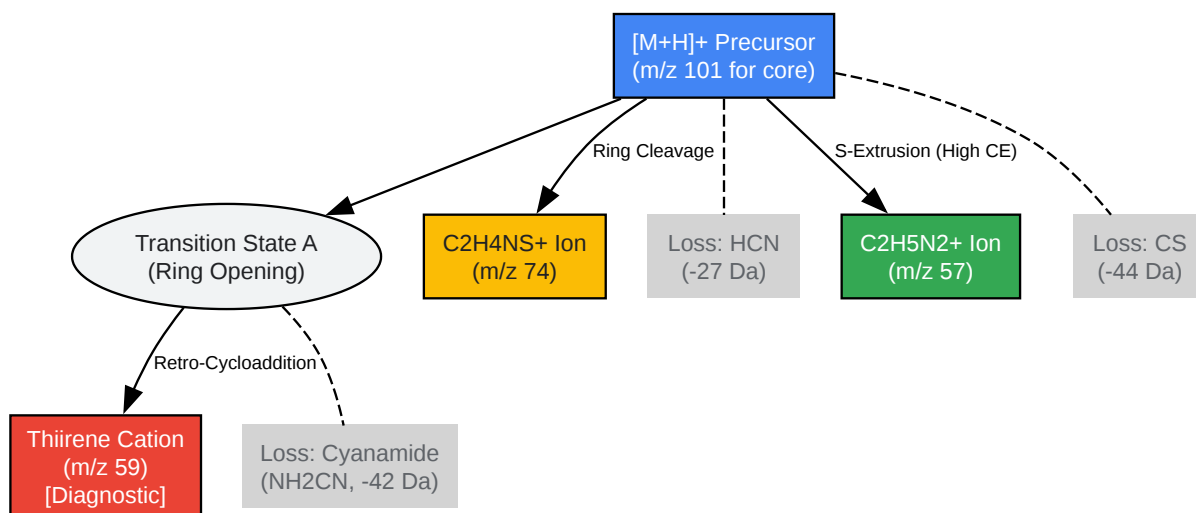 [M+H]+ Precursor
(m/z 101 for core)
Ring Cleavage
S-Extrusion (High CE)
Transition State A
(Ring Opening)
C2H4NS+ Ion
(m/z 74)
Loss: HCN
(-27 Da)
C2H5N2+ Ion
(m/z 57)
Loss: CS
(-44 Da)
Retro-Cycloaddition
Thiirene Cation
(m/z 59)
[Diagnostic]
Loss: Cyanamide
(NH2CN, -42 Da)